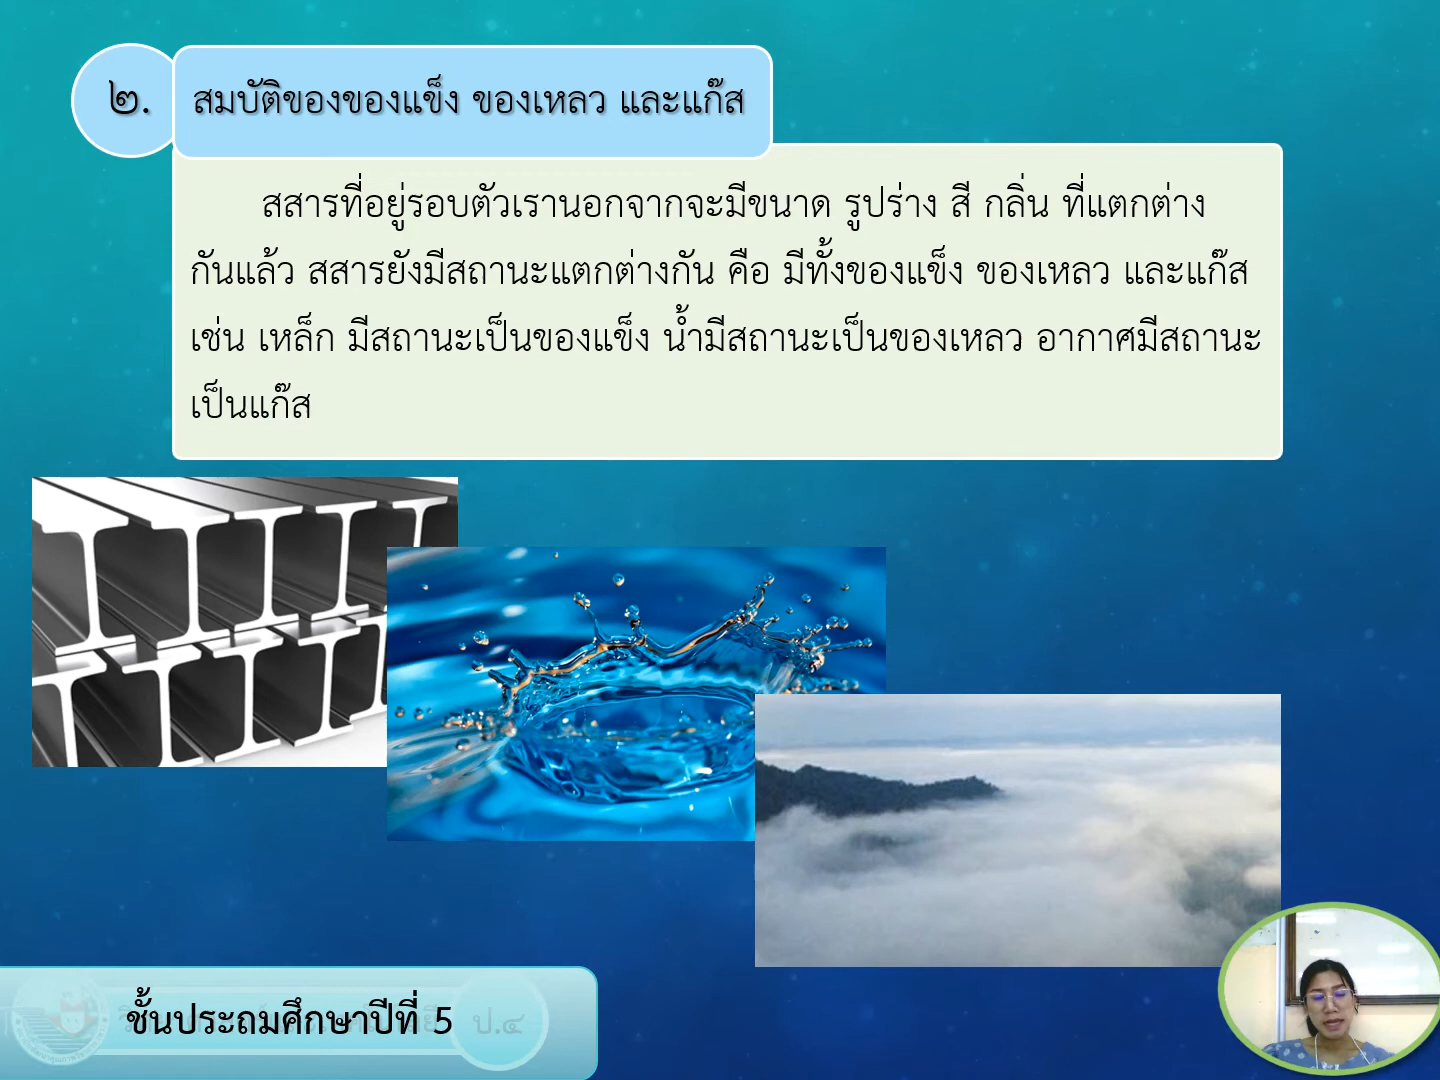 ๒. สมบัติของของแข็ง ของเหลว และแก๊ส
สสารที่อยู่รอบตัวเรานอกจากจะมีขนาด รูปร่าง สี กลิ่น ที่แตกต่าง
กันแล้ว สสารยังมีสถานะแตกต่างกัน คือ มีทั้งของแข็ง ของเหลว และแก๊ส
เช่น เหล็ก มีสถานะเป็นของแข็ง น้ำมีสถานะเป็นของเหลว อากาศมีสถานะ
เป็นแก๊ส
ชั้นประถมศึกษาปีที่ 5
ป.๔